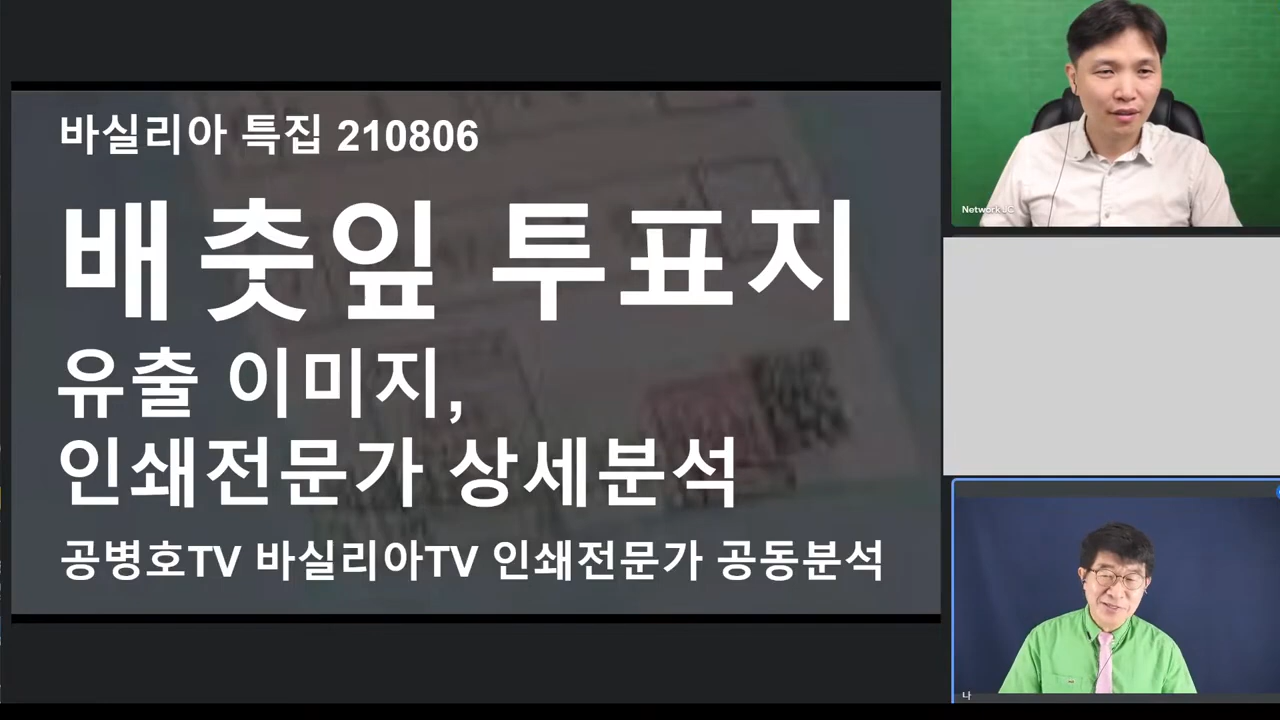 바실리아 특집 210806
배춧잎 투표지
유출 이미지,
인쇄전문가 상세분석
공병호TV 바실리아TV 인쇄전문가 공동분석
Network JC
나